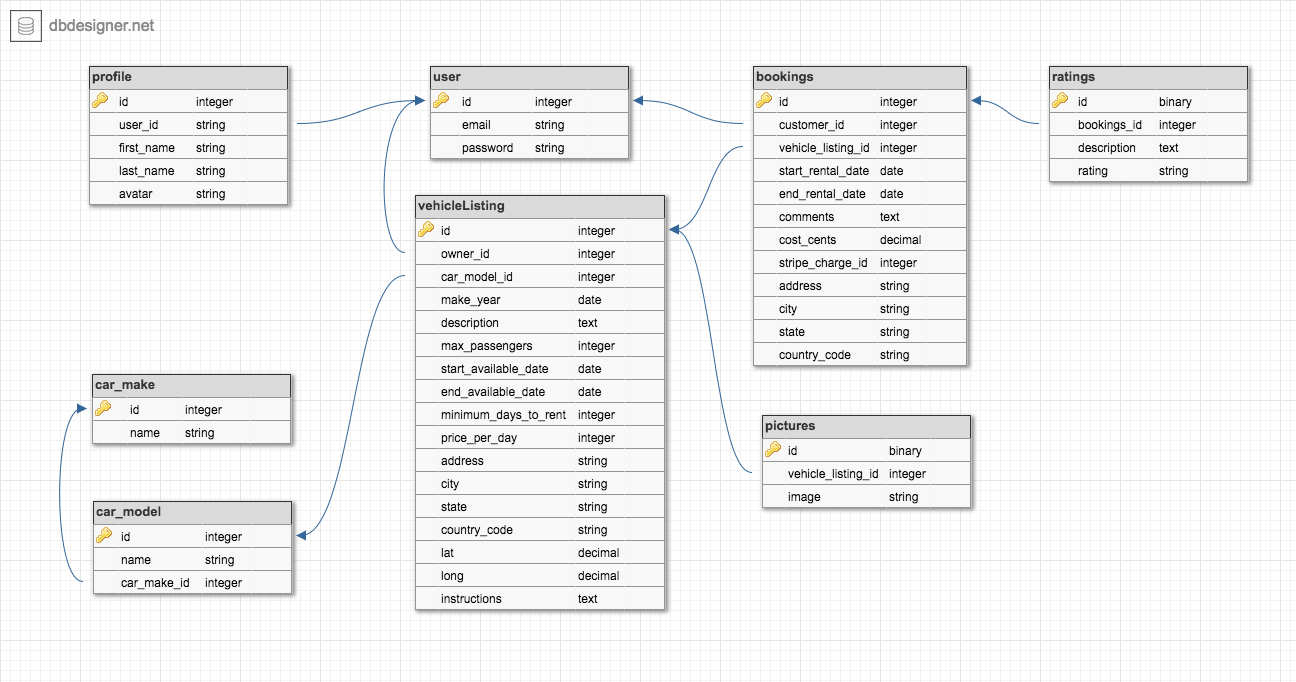 dbdesigner.net
profile
id integer
user_id string
first_name string
last_name string
avatar string
user
id integer
email string
password string
bookings
id integer
customer_id integer
vehicle_listing_id integer
start_rental_date date
end_rental_date date
comments text
cost_cents decimal
stripe_charge_id integer
address string
city string
state string
country_code string
ratings
id binary
bookings_id integer
description text
rating string
vehicleListing
id integer
owner_id integer
car_model_id integer
make_year date
description text
max_passengers integer
start_available_date date
end_available_date date
minimum_days_to_rent integer
price_per_day integer
address string
city string
state string
country_code string
lat decimal
long decimal
instructions text
car_make
id integer
name string
car_model
id integer
name string
car_make_id integer
pictures
id binary
vehicle_listing_id integer
image string